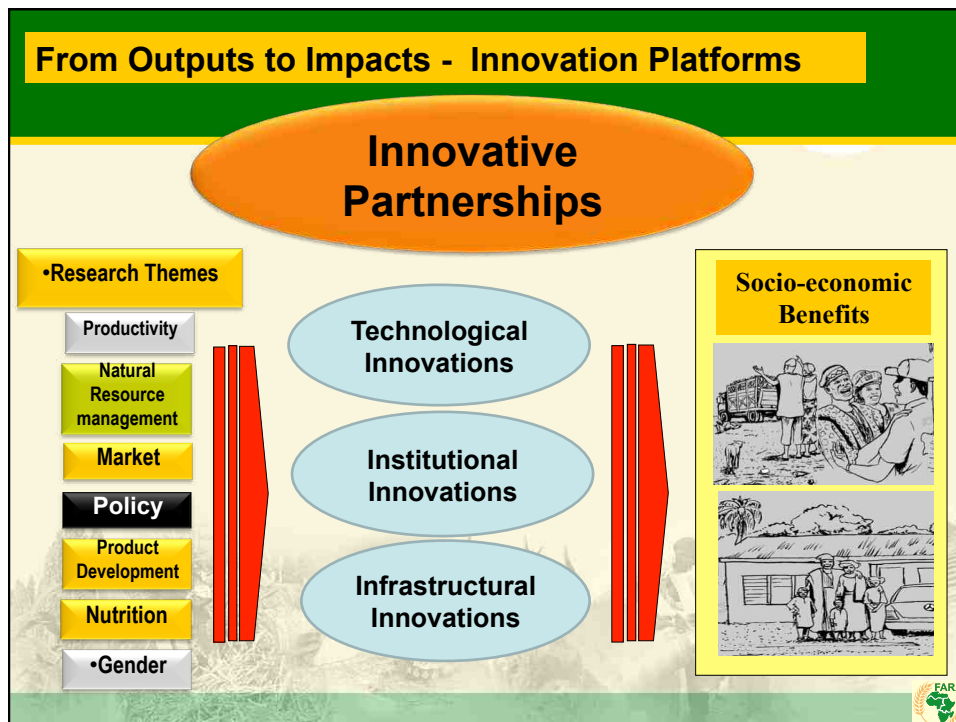 From Outputs to Impacts - Innovation Platforms
Innovative
Partnerships
•Research Themes
Productivity
Natural
Resource
management
Market
Policy
Product
Development
Nutrition
•Gender
Technological
Innovations
Institutional
Innovations
Infrastructural
Innovations
Socio-economic
Benefits
FAR